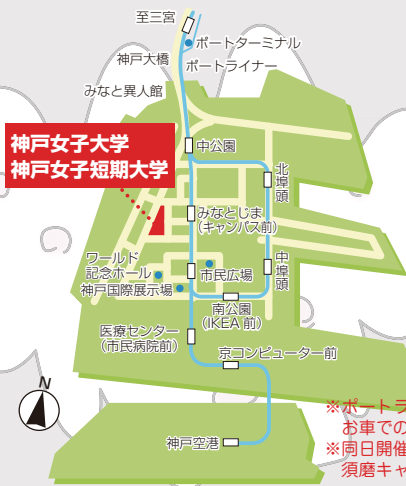 至三宮
ポートターミナル
神戸大橋
ポートライナー
みなと異人館
神戸女子大学
神戸女子短期大学
中公園
北埠頭
みなとじま
(キャンパス前)
ワールド
記念ホール
市民広場
中埠頭
神戸国際展示場
南公園
(IKEA前)
医療センター
(市民病院前)
京コンピューター前
N
※ポートラ
お車での
※同日開催
須磨キャ
神戸空港